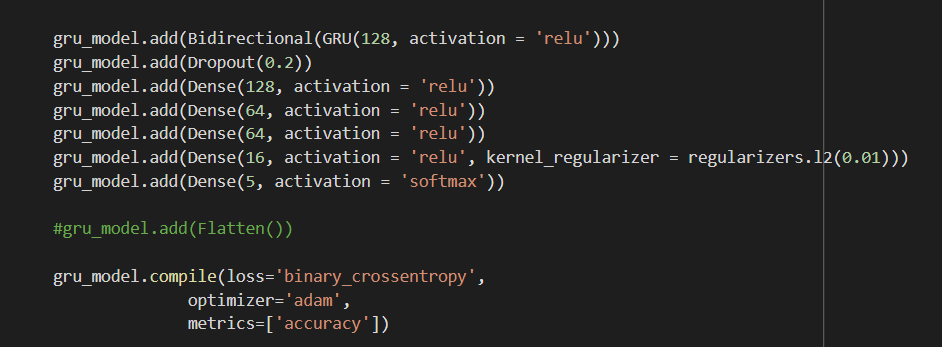 gru_model.add(Bidirectional(GRU(128, activation = 'relu')))
gru_model.add(Dropout(0.2))
gru_model.add(Dense(128, activation = 'relu'))
gru_model.add(Dense(64, activation = 'relu'))
gru_model.add(Dense(64, activation = 'relu'))
gru_model.add(Dense(16, activation = 'relu', kernel_regularizer = regularizers.l2(0.01)))
gru_model.add(Dense(5, activation = 'softmax'))
#gru_model.add(Flatten())
gru_model.compile(loss='binary_crossentropy',
optimizer='adam',
metrics=['accuracy'])